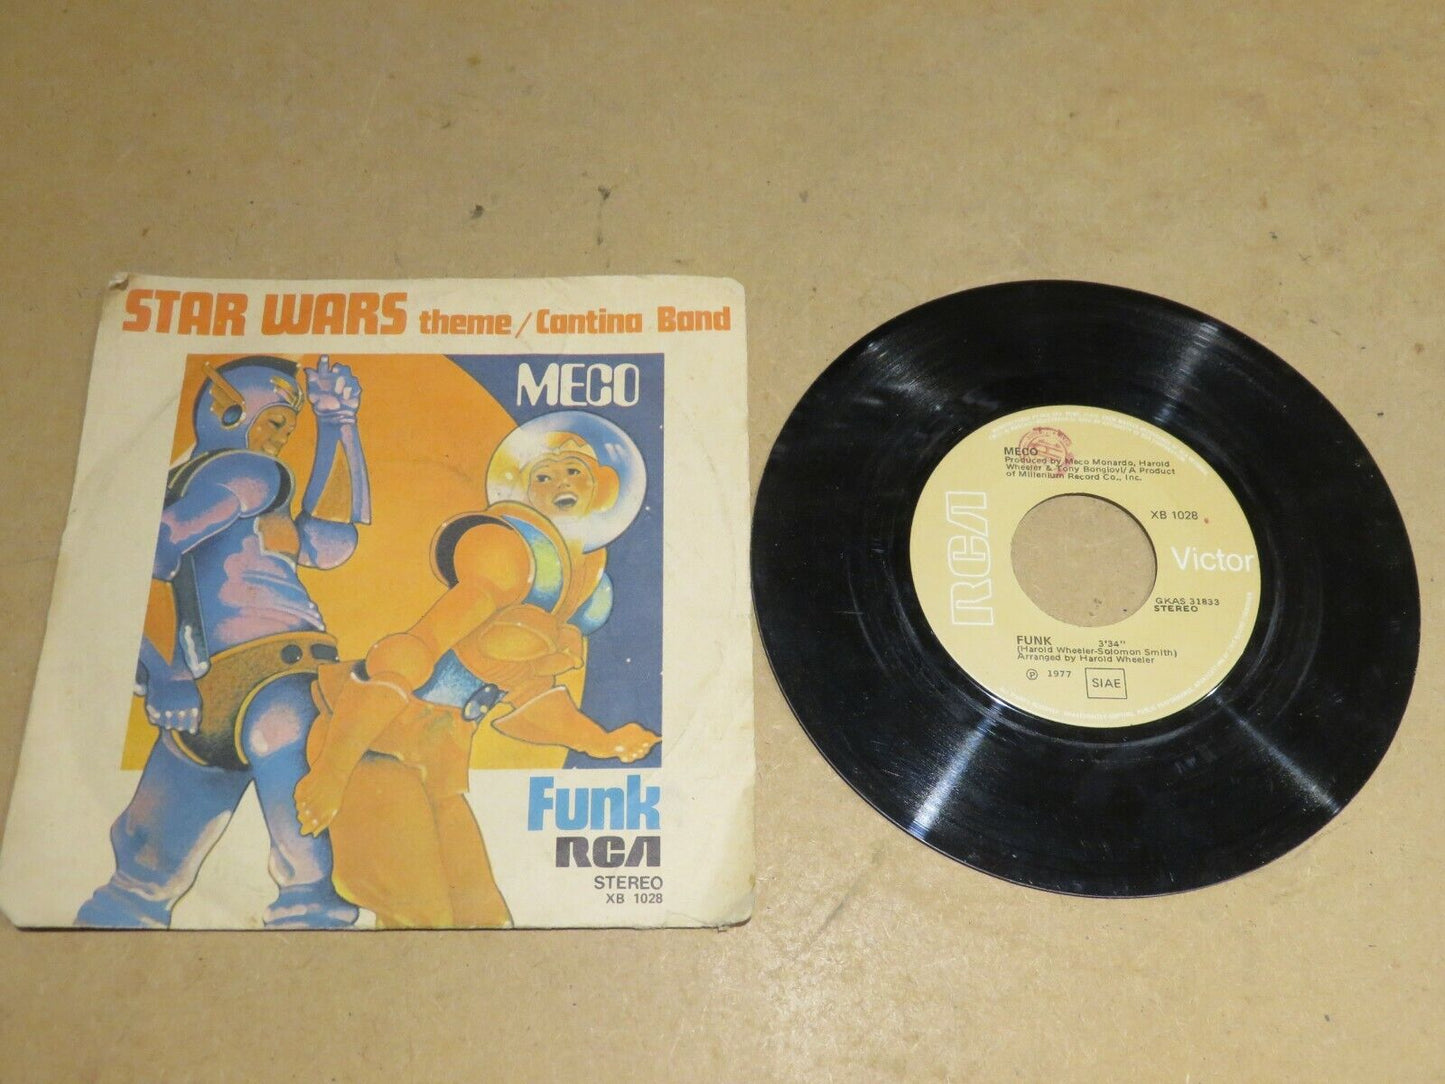 STAR WARS theme/Cantina Band
MECO
Funk
RCA
STEREO
XB 1028
MECO
Produced by Meco Monardo, Harold
Wheeler & Tony Bongiovi/A Product
of Millenium Record Co., Inc.
XB 1028
RCA
Victor
GKAS 31833
STEREO
FUNK 3'34"
(Harold Wheeler-Solomon Smith)
Arranged by Harold Wheeler
℗ 1977 SIAE